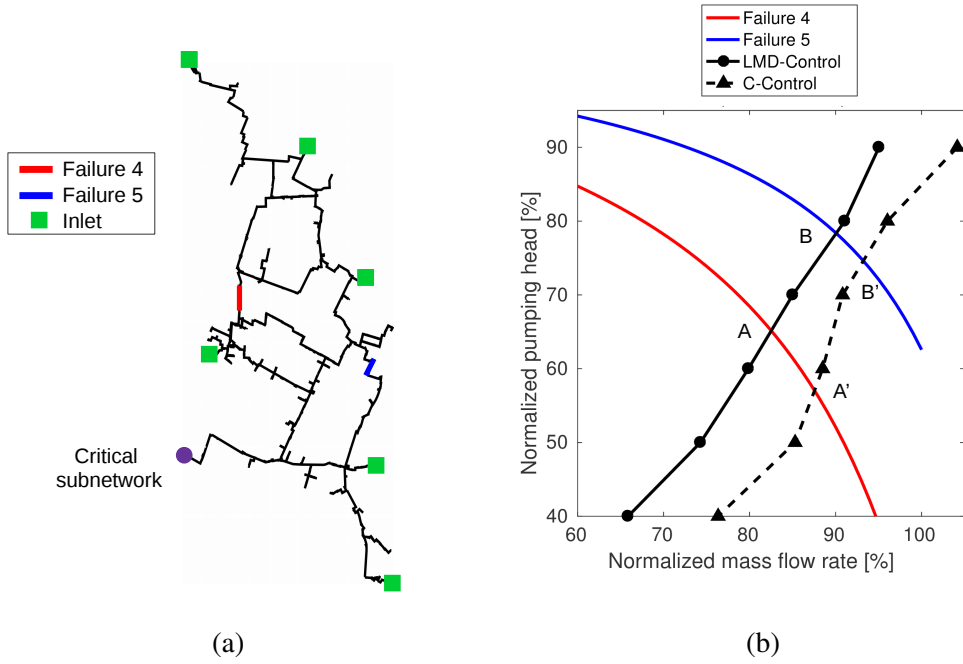 Failure 4
Failure 5
Inlet
Critical
subnetwork
(a)
Failure 4
Failure 5
LMD-Control
C-Control
Normalized pumping head [%]
90
80
70
60
50
40
B
B'
A
A'
60 70 80 90 100
Normalized mass flow rate [%]
(b)